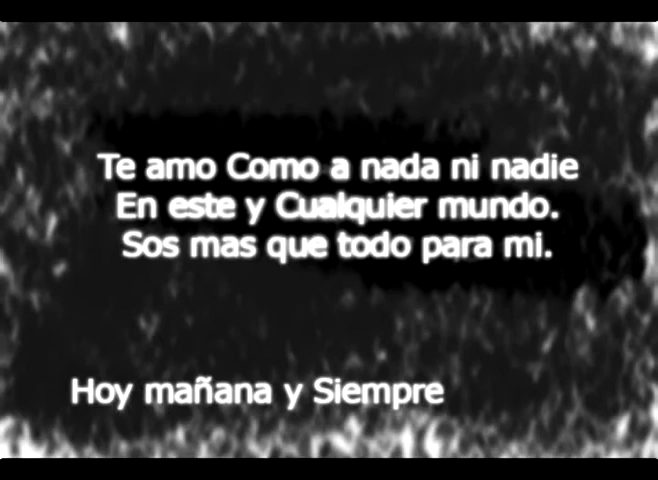 Te amo Como a nada ni nadie
En este y Cualquier mundo.
Sos mas que todo para mi.
Hoy mañana y Siempre